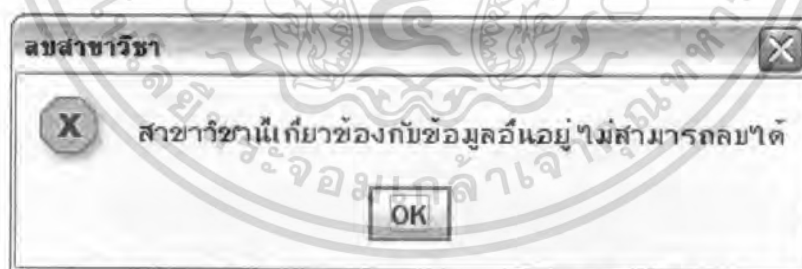 ลบสาขาวิชา
สาขาวิชานี้เกี่ยวข้องกับข้อมูลอื่นอยู่ ไม่สามารถลบได้
OK